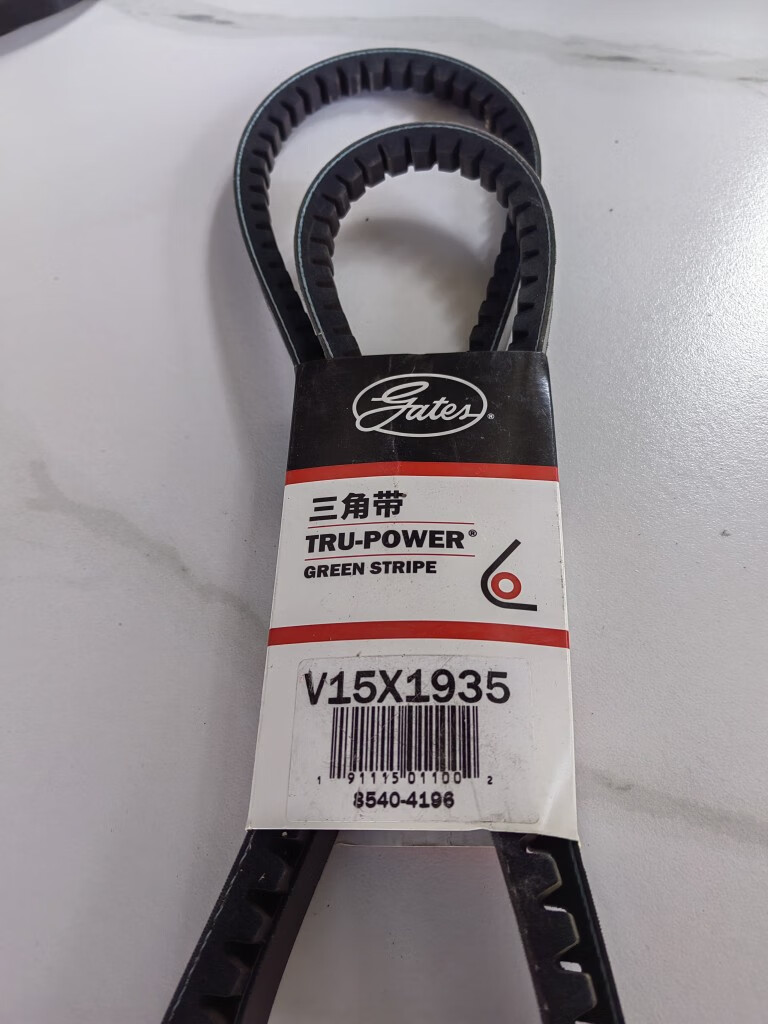 Gates®
三角带
TRU-POWER®
GREEN STRIPE
V15X1935
1 91115 01100 2
8540-4196